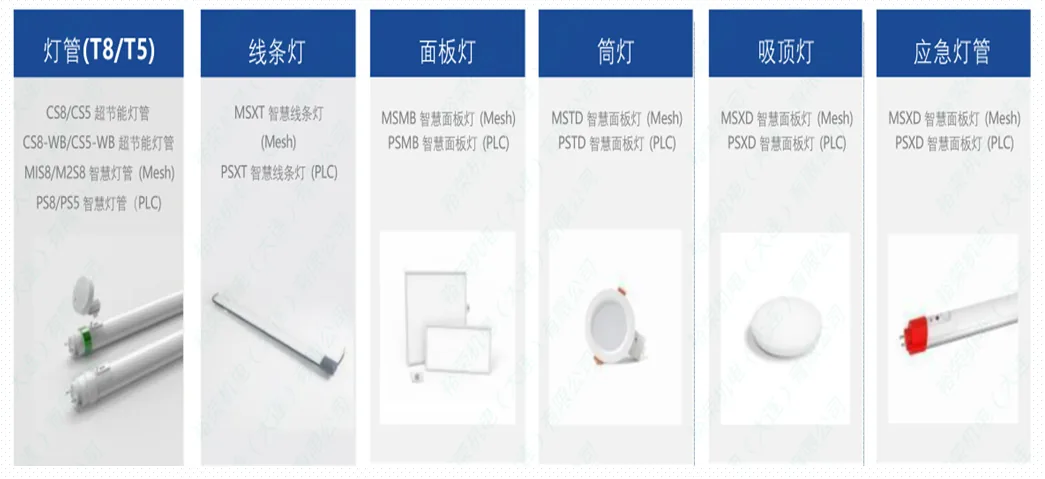 灯管(T8/T5)
CS8/CS5 超节能灯管
CS8-WB/CS5-WB 超节能灯管
MIS8/M2S8 智慧灯管 (Mesh)
PS8/PS5 智慧灯管 (PLC)
线条灯
MSXT 智慧线条灯
(Mesh)
PSXT 智慧线条灯 (PLC)
面板灯
MSMB 智慧面板灯 (Mesh)
PSMB 智慧面板灯 (PLC)
筒灯
MSTD 智慧面板灯 (Mesh)
PSTD 智慧面板灯 (PLC)
吸顶灯
MSXD 智慧面板灯 (Mesh)
PSXD 智慧面板灯 (PLC)
应急灯管
MSXD 智慧面板灯 (Mesh)
PSXD 智慧面板灯 (PLC)